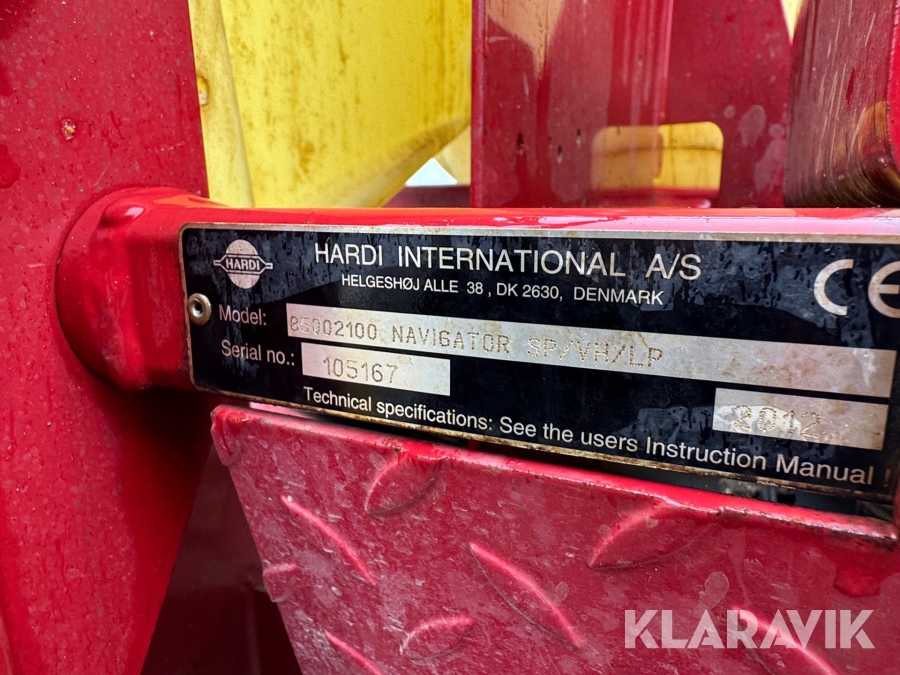 HARDI
HARDI INTERNATIONAL A/S
HELGESHØJ ALLE 38, DK 2630, DENMARK
CE
Model: 85002100 NAVIGATOR SP/VH/LP
Serial no.: 105167
2012
Technical specifications: See the users Instruction Manual !
KLARAVIK